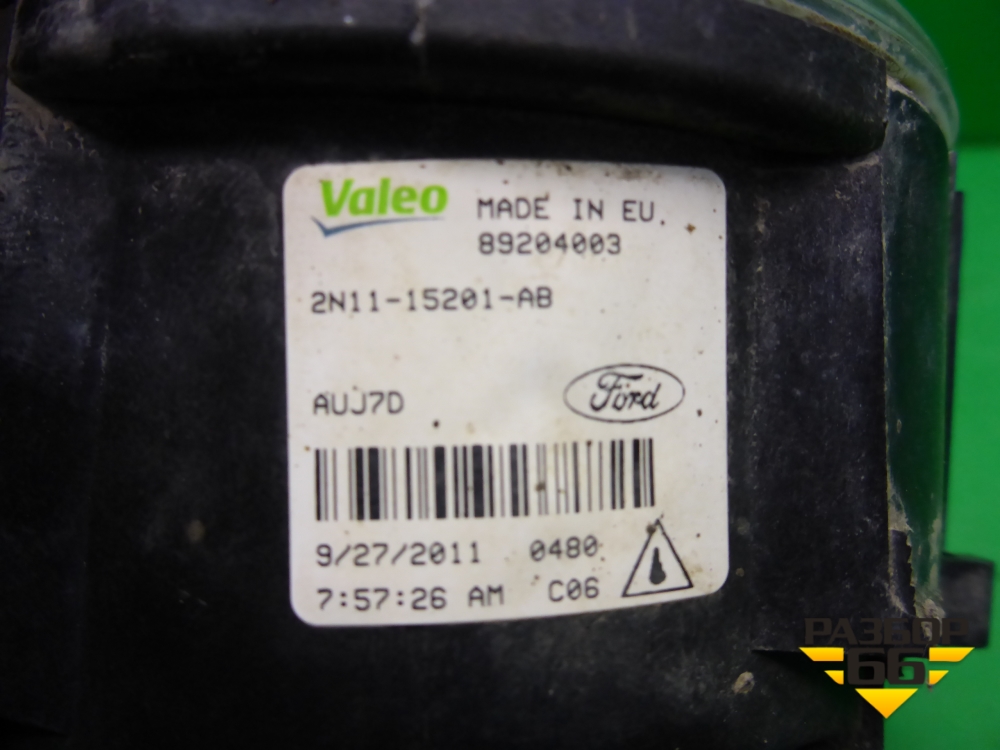 Valeo
MADE IN EU.
89204003
2N11-15201-AB
AUJ7D
Ford
9/27/2011 0480
7:57:26 AM C06
РАЗБОР
66